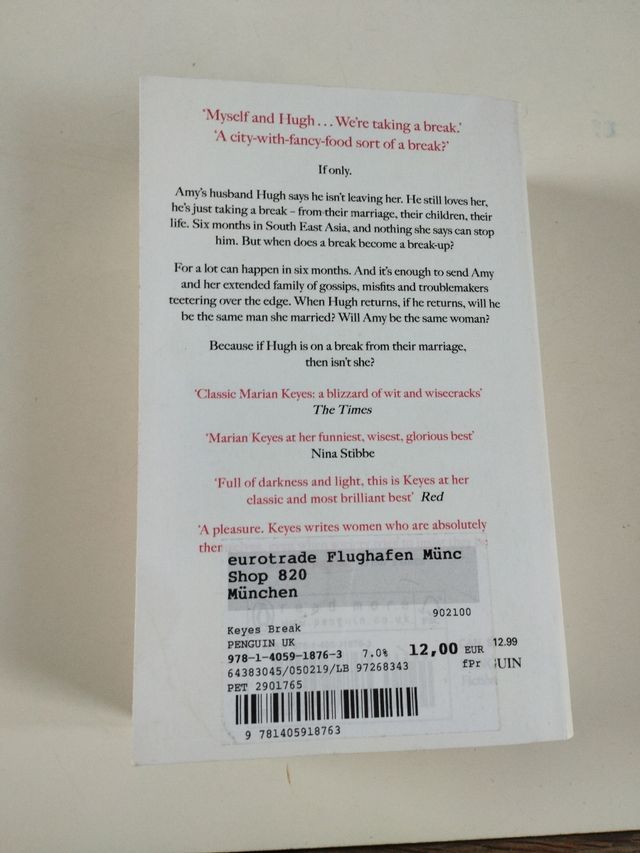 'Myself and Hugh... We're taking a break.'
'A city-with-fancy-food sort of a break?'
If only.
Amy's husband Hugh says he isn't leaving her. He still loves her,
he's just taking a break – from their marriage, their children, their
life. Six months in South East Asia, and nothing she says can stop
him. But when does a break become a break-up?
For a lot can happen in six months. And it's enough to send Amy
and her extended family of gossips, misfits and troublemakers
teetering over the edge. When Hugh returns, if he returns, will he
be the same man she married? Will Amy be the same woman?
Because if Hugh is on a break from their marriage,
then isn't she?
'Classic Marian Keyes: a blizzard of wit and wisecracks'
The Times
'Marian Keyes at her funniest, wisest, glorious best'
Nina Stibbe
'Full of darkness and light, this is Keyes at her
classic and most brilliant best' Red
'A pleasure. Keyes writes women who are absolutely
ther
eurotrade Flughafen Münc
Shop 820
München
read more
902100
Keyes Break
PENGUIN UK
978-1-4059-1876-3 7.0% 12,00 EUR 12.99
64383045/050219/LB 97268343 fPr UIN
PET 2901765
Fiction
9 781405918763